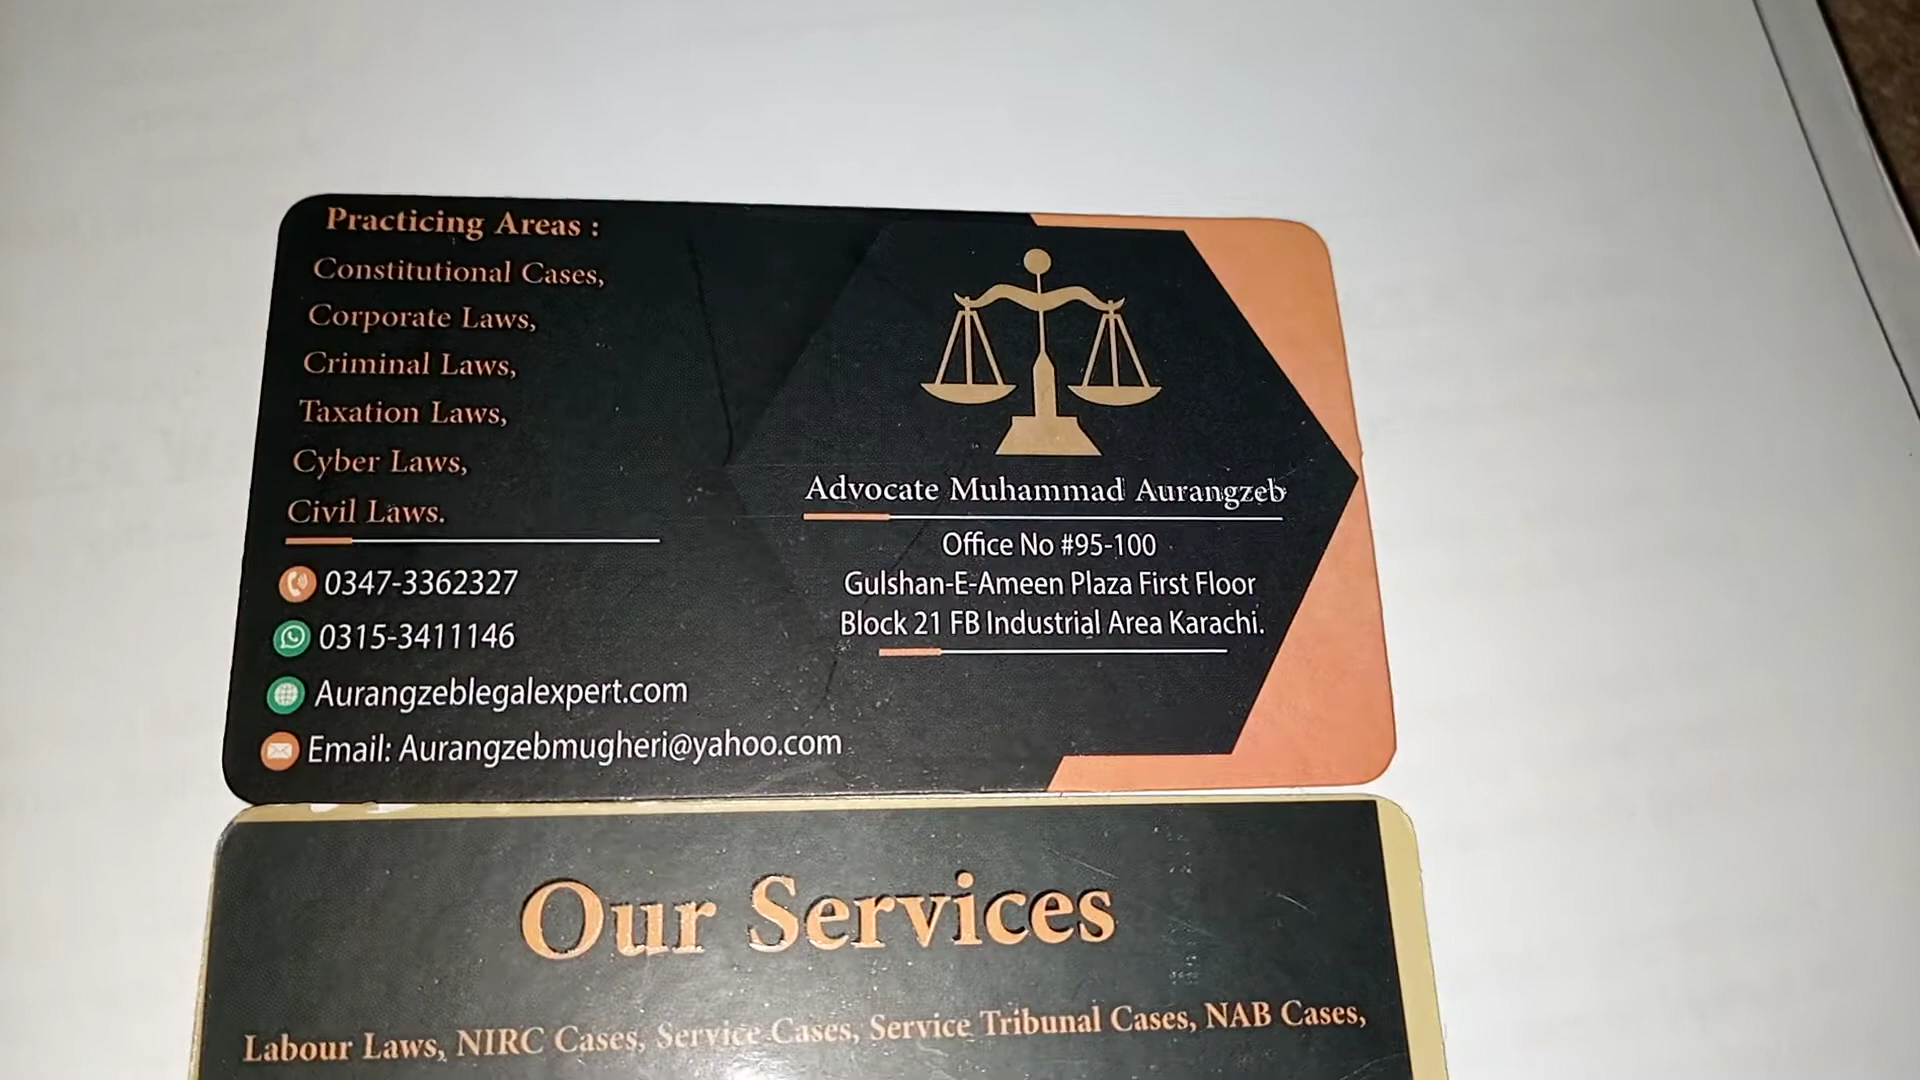 Practicing Areas :
Constitutional Cases,
Corporate Laws,
Criminal Laws,
Taxation Laws,
Cyber Laws,
Civil Laws.
0347-3362327
0315-3411146
Aurangzeblegalexpert.com
Email: Aurangzebmugheri@yahoo.com
Advocate Muhammad Aurangzeb
Office No #95-100
Gulshan-E-Ameen Plaza First Floor
Block 21 FB Industrial Area Karachi.
Our Services
Labour Laws, NIRC Cases, Service Cases, Service Tribunal Cases, NAB Cases,